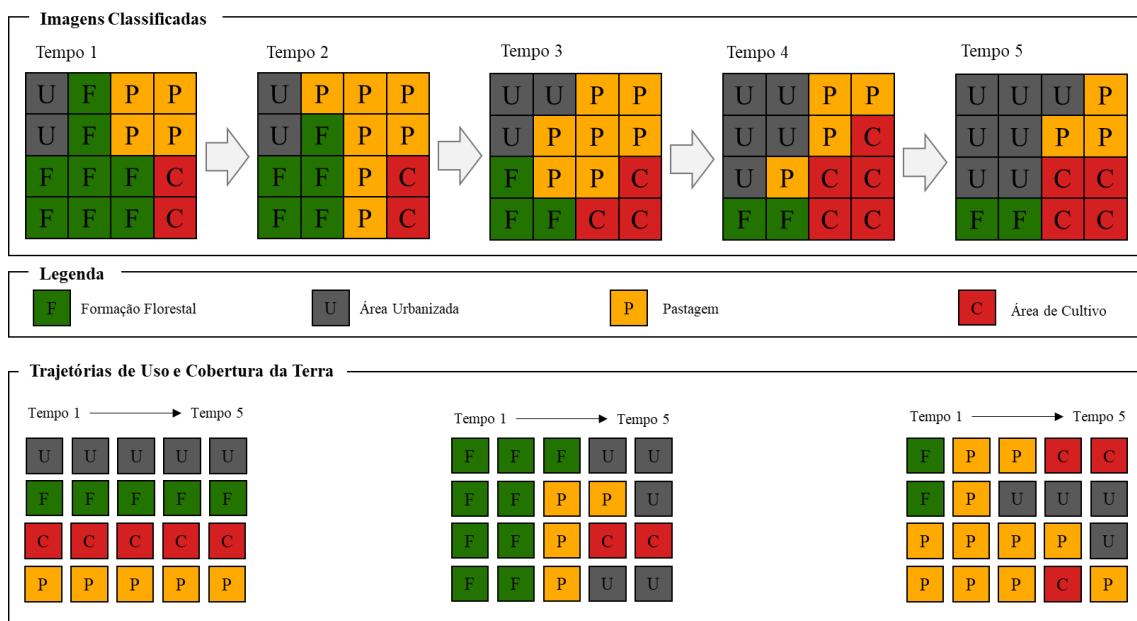 Imagens Classificadas
Tempo 1 Tempo 2 Tempo 3 Tempo 4 Tempo 5
U F P P U P P P U U P P U U P P U U U P
U F P P U F P P U P P P U U P C U U P P
F F F C F F P C F P P C U P C C U U C C
F F F C F F P C F F C C F F C C F F C C
Legenda
F Formação Florestal U Área Urbanizada P Pastagem C Área de Cultivo
Trajetórias de Uso e Cobertura da Terra
Tempo 1 Tempo 5 Tempo 1 Tempo 5 Tempo 1 Tempo 5
U U U U U F F F U U F P P C C
F F F F F F F P P U F P U U U
C C C C C F F P C C P P P P U
P P P P P F F P U U P P P C P